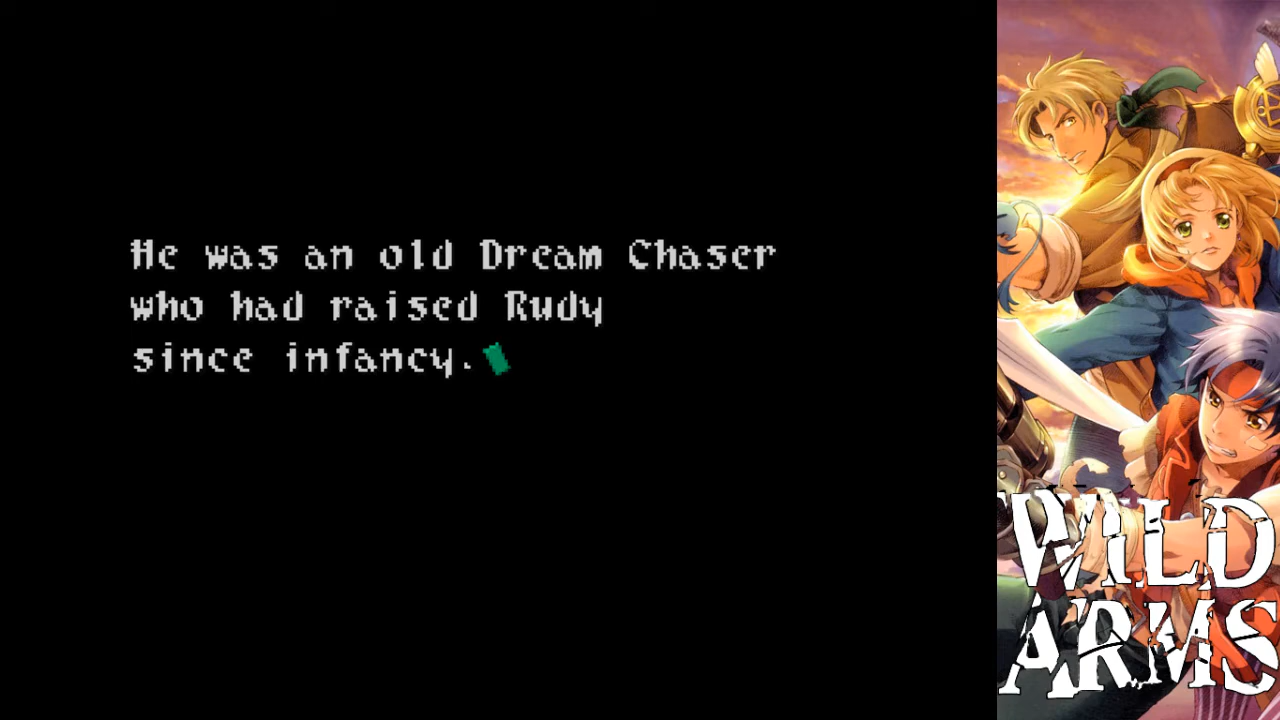 He was an old Dream Chaser
who had raised Rudy
since infancy.
WILD
ARMS